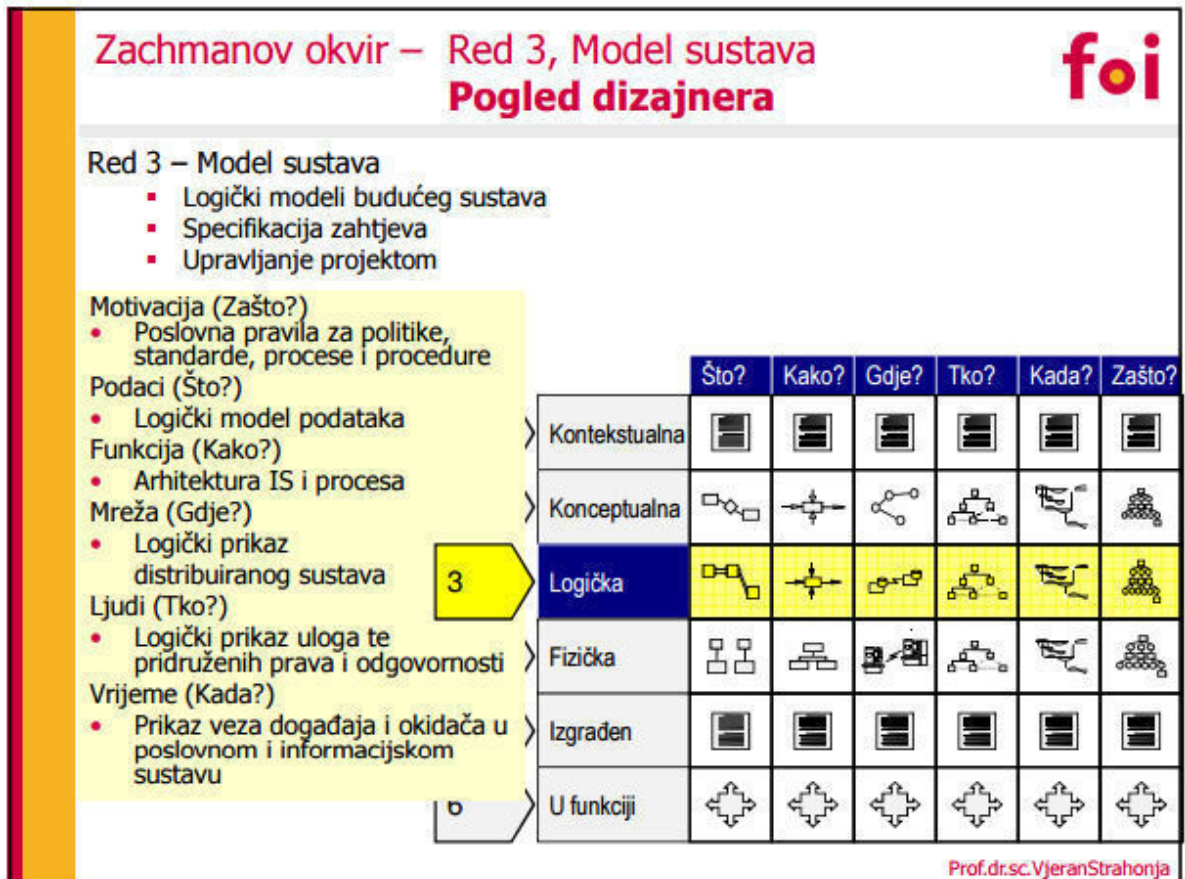 Zachmanov okvir – Red 3, Model sustava
Pogled dizajnera
foi
Red 3 – Model sustava
▪ Logički modeli budućeg sustava
▪ Specifikacija zahtjeva
▪ Upravljanje projektom
Motivacija (Zašto?)
• Poslovna pravila za politike,
standarde, procese i procedure
Podaci (Što?)
• Logički model podataka
Funkcija (Kako?)
• Arhitektura IS i procesa
Mreža (Gdje?)
• Logički prikaz
distribuiranog sustava
Ljudi (Tko?)
• Logički prikaz uloga te
pridruženih prava i odgovornosti
Vrijeme (Kada?)
• Prikaz veza događaja i okidača u
poslovnom i informacijskom
sustavu
Što? Kako? Gdje? Tko? Kada? Zašto?
Kontekstualna
Konceptualna
3 Logička
Fizička
Izgrađen
6 U funkciji
Prof.dr.sc.VjeranStrahonja